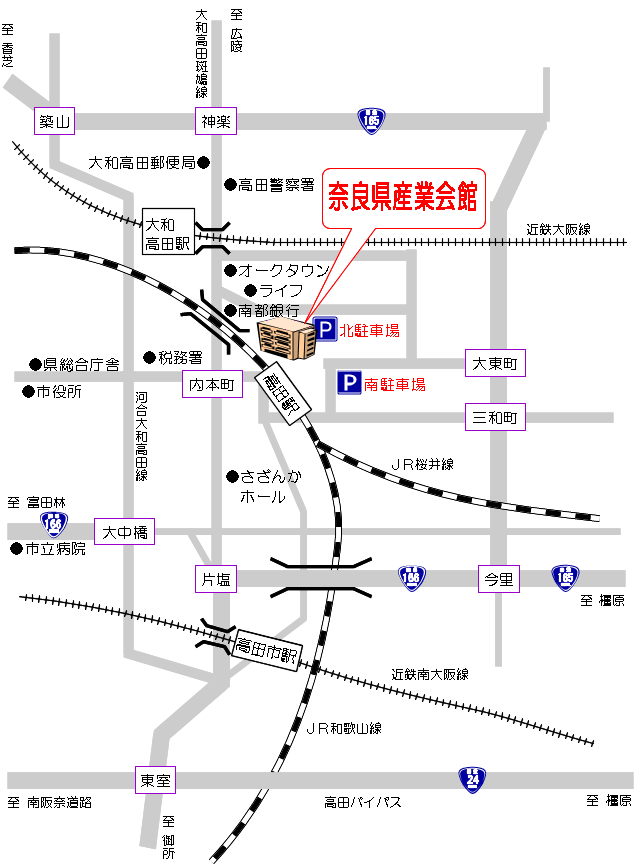 至 香芝
大和高田斑鳩線
至 広陵
築山
神楽
165
大和高田郵便局
高田警察署
奈良県産業会館
大和
高田駅
近鉄大阪線
オークタウン
ライフ
南都銀行
P 北駐車場
県総合庁舎
税務署
大東町
市役所
内本町
高田駅
P 南駐車場
河合大和高田線
三和町
JR桜井線
さざんか
ホール
至 富田林
166
大中橋
市立病院
片塩
166
今里
165
至 橿原
高田市駅
近鉄南大阪線
JR和歌山線
東室
24
至 南阪奈道路
高田バイパス
至 橿原
至 御所